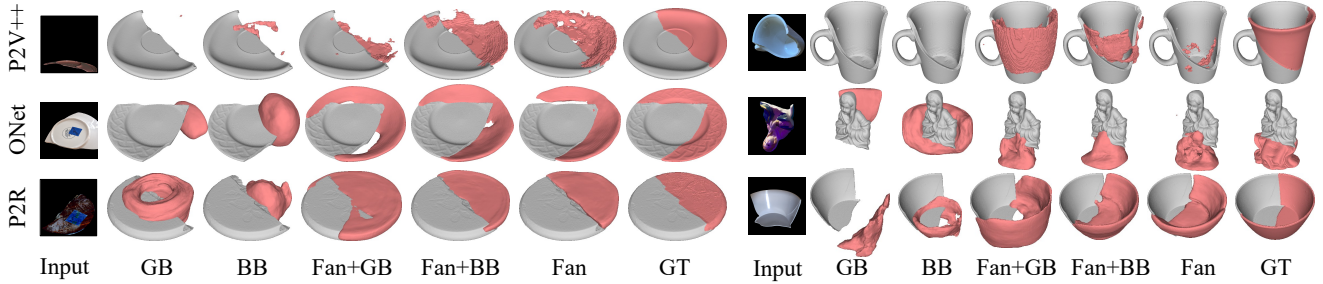 P2V++
ONet
P2R
Input GB BB Fan+GB Fan+BB Fan GT
Input GB BB Fan+GB Fan+BB Fan GT